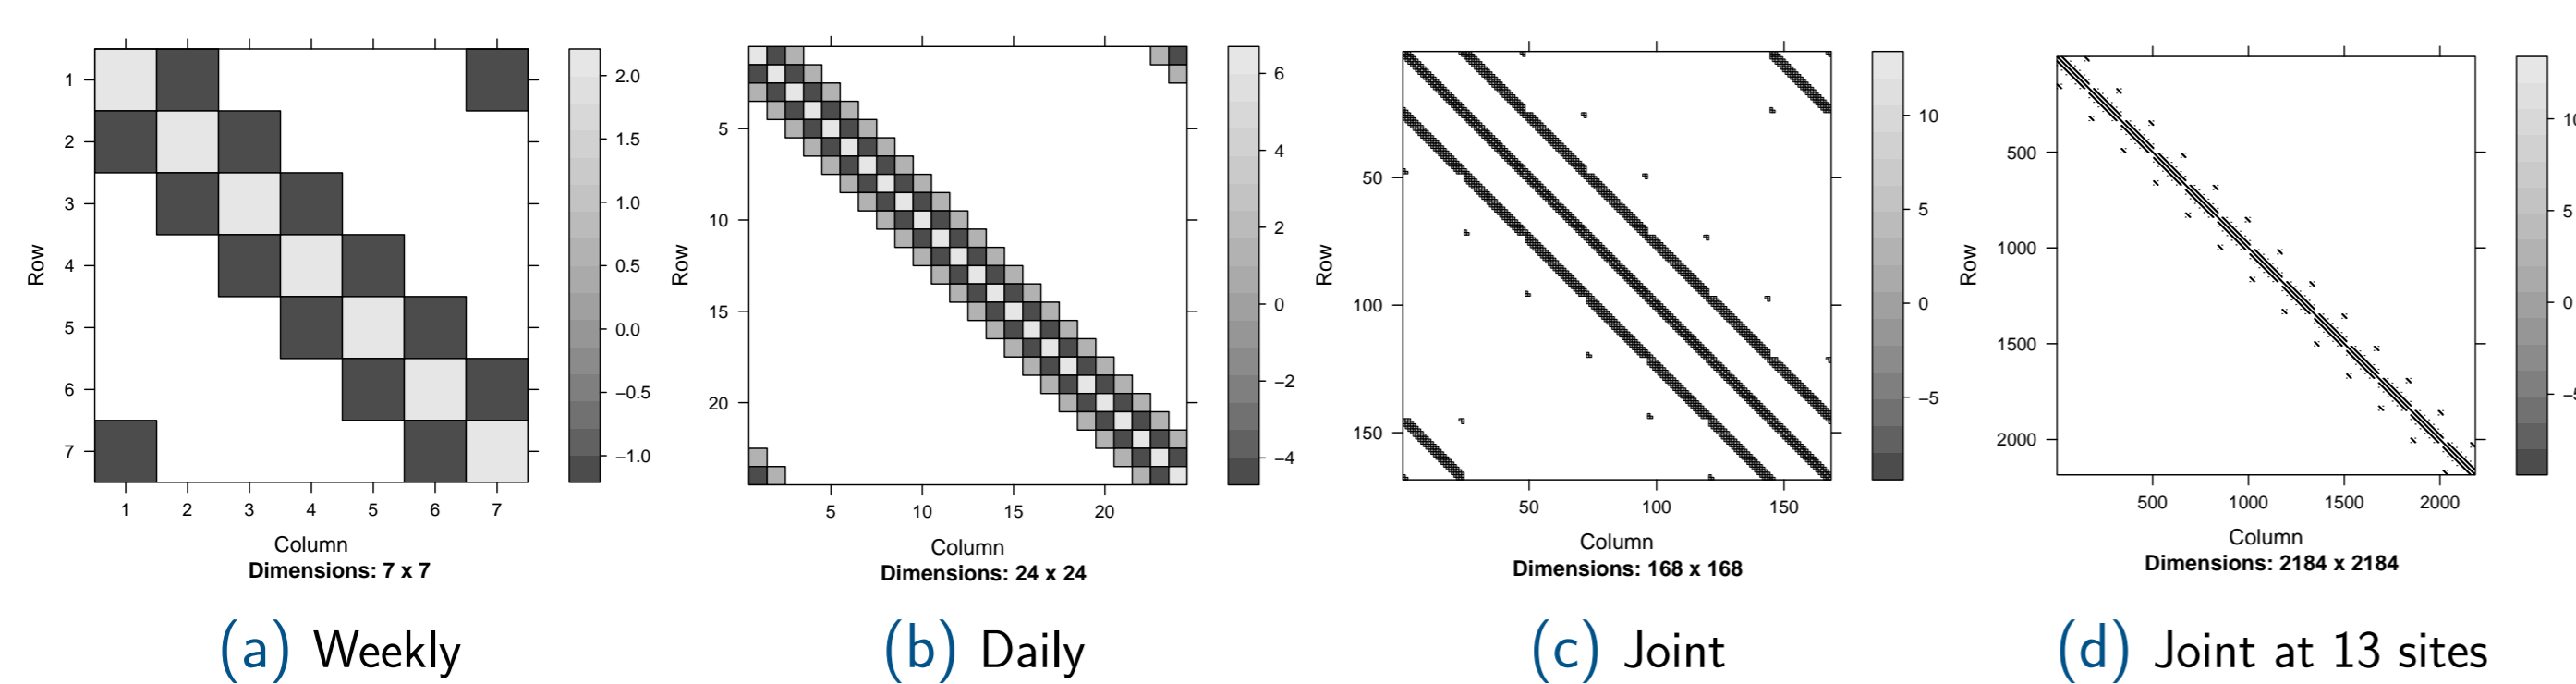 1
2
3
4
5
6
7
Row
1 2 3 4 5 6 7
Column
Dimensions: 7 x 7
2.0
1.5
1.0
0.5
0.0
−0.5
−1.0
(a) Weekly
5
10
15
20
Row
5 10 15 20
Column
Dimensions: 24 x 24
6
4
2
0
−2
−4
(b) Daily
50
100
150
Row
50 100 150
Column
Dimensions: 168 x 168
10
5
0
−5
(c) Joint
500
1000
1500
2000
Row
500 1000 1500 2000
Column
Dimensions: 2184 x 2184
10
5
0
(d) Joint at 13 sites